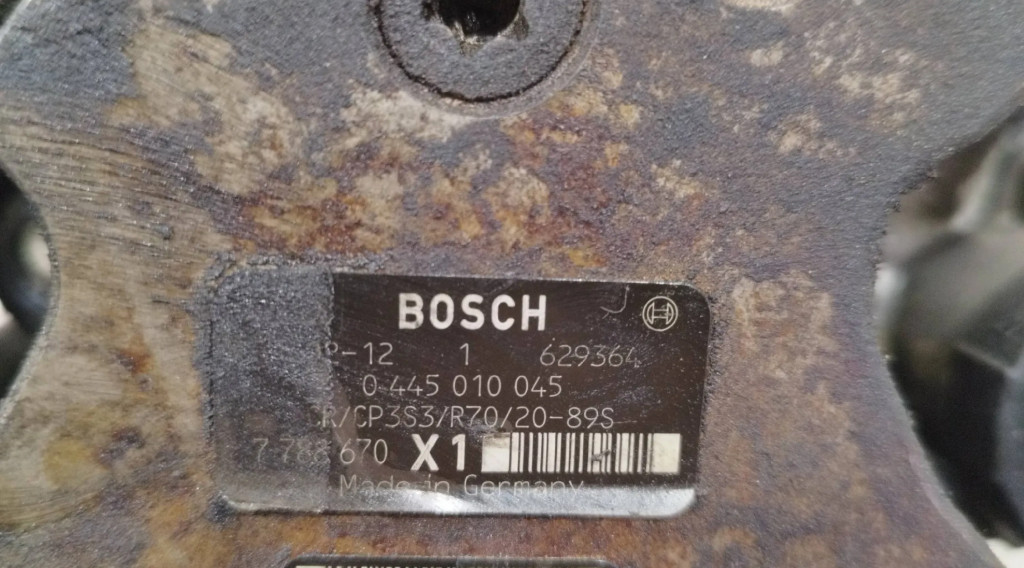 BOSCH
P-12 1 629364
0 445 010 045
R/CP3S3/R70/20-89S
7 788 670 X1
Made in Germany